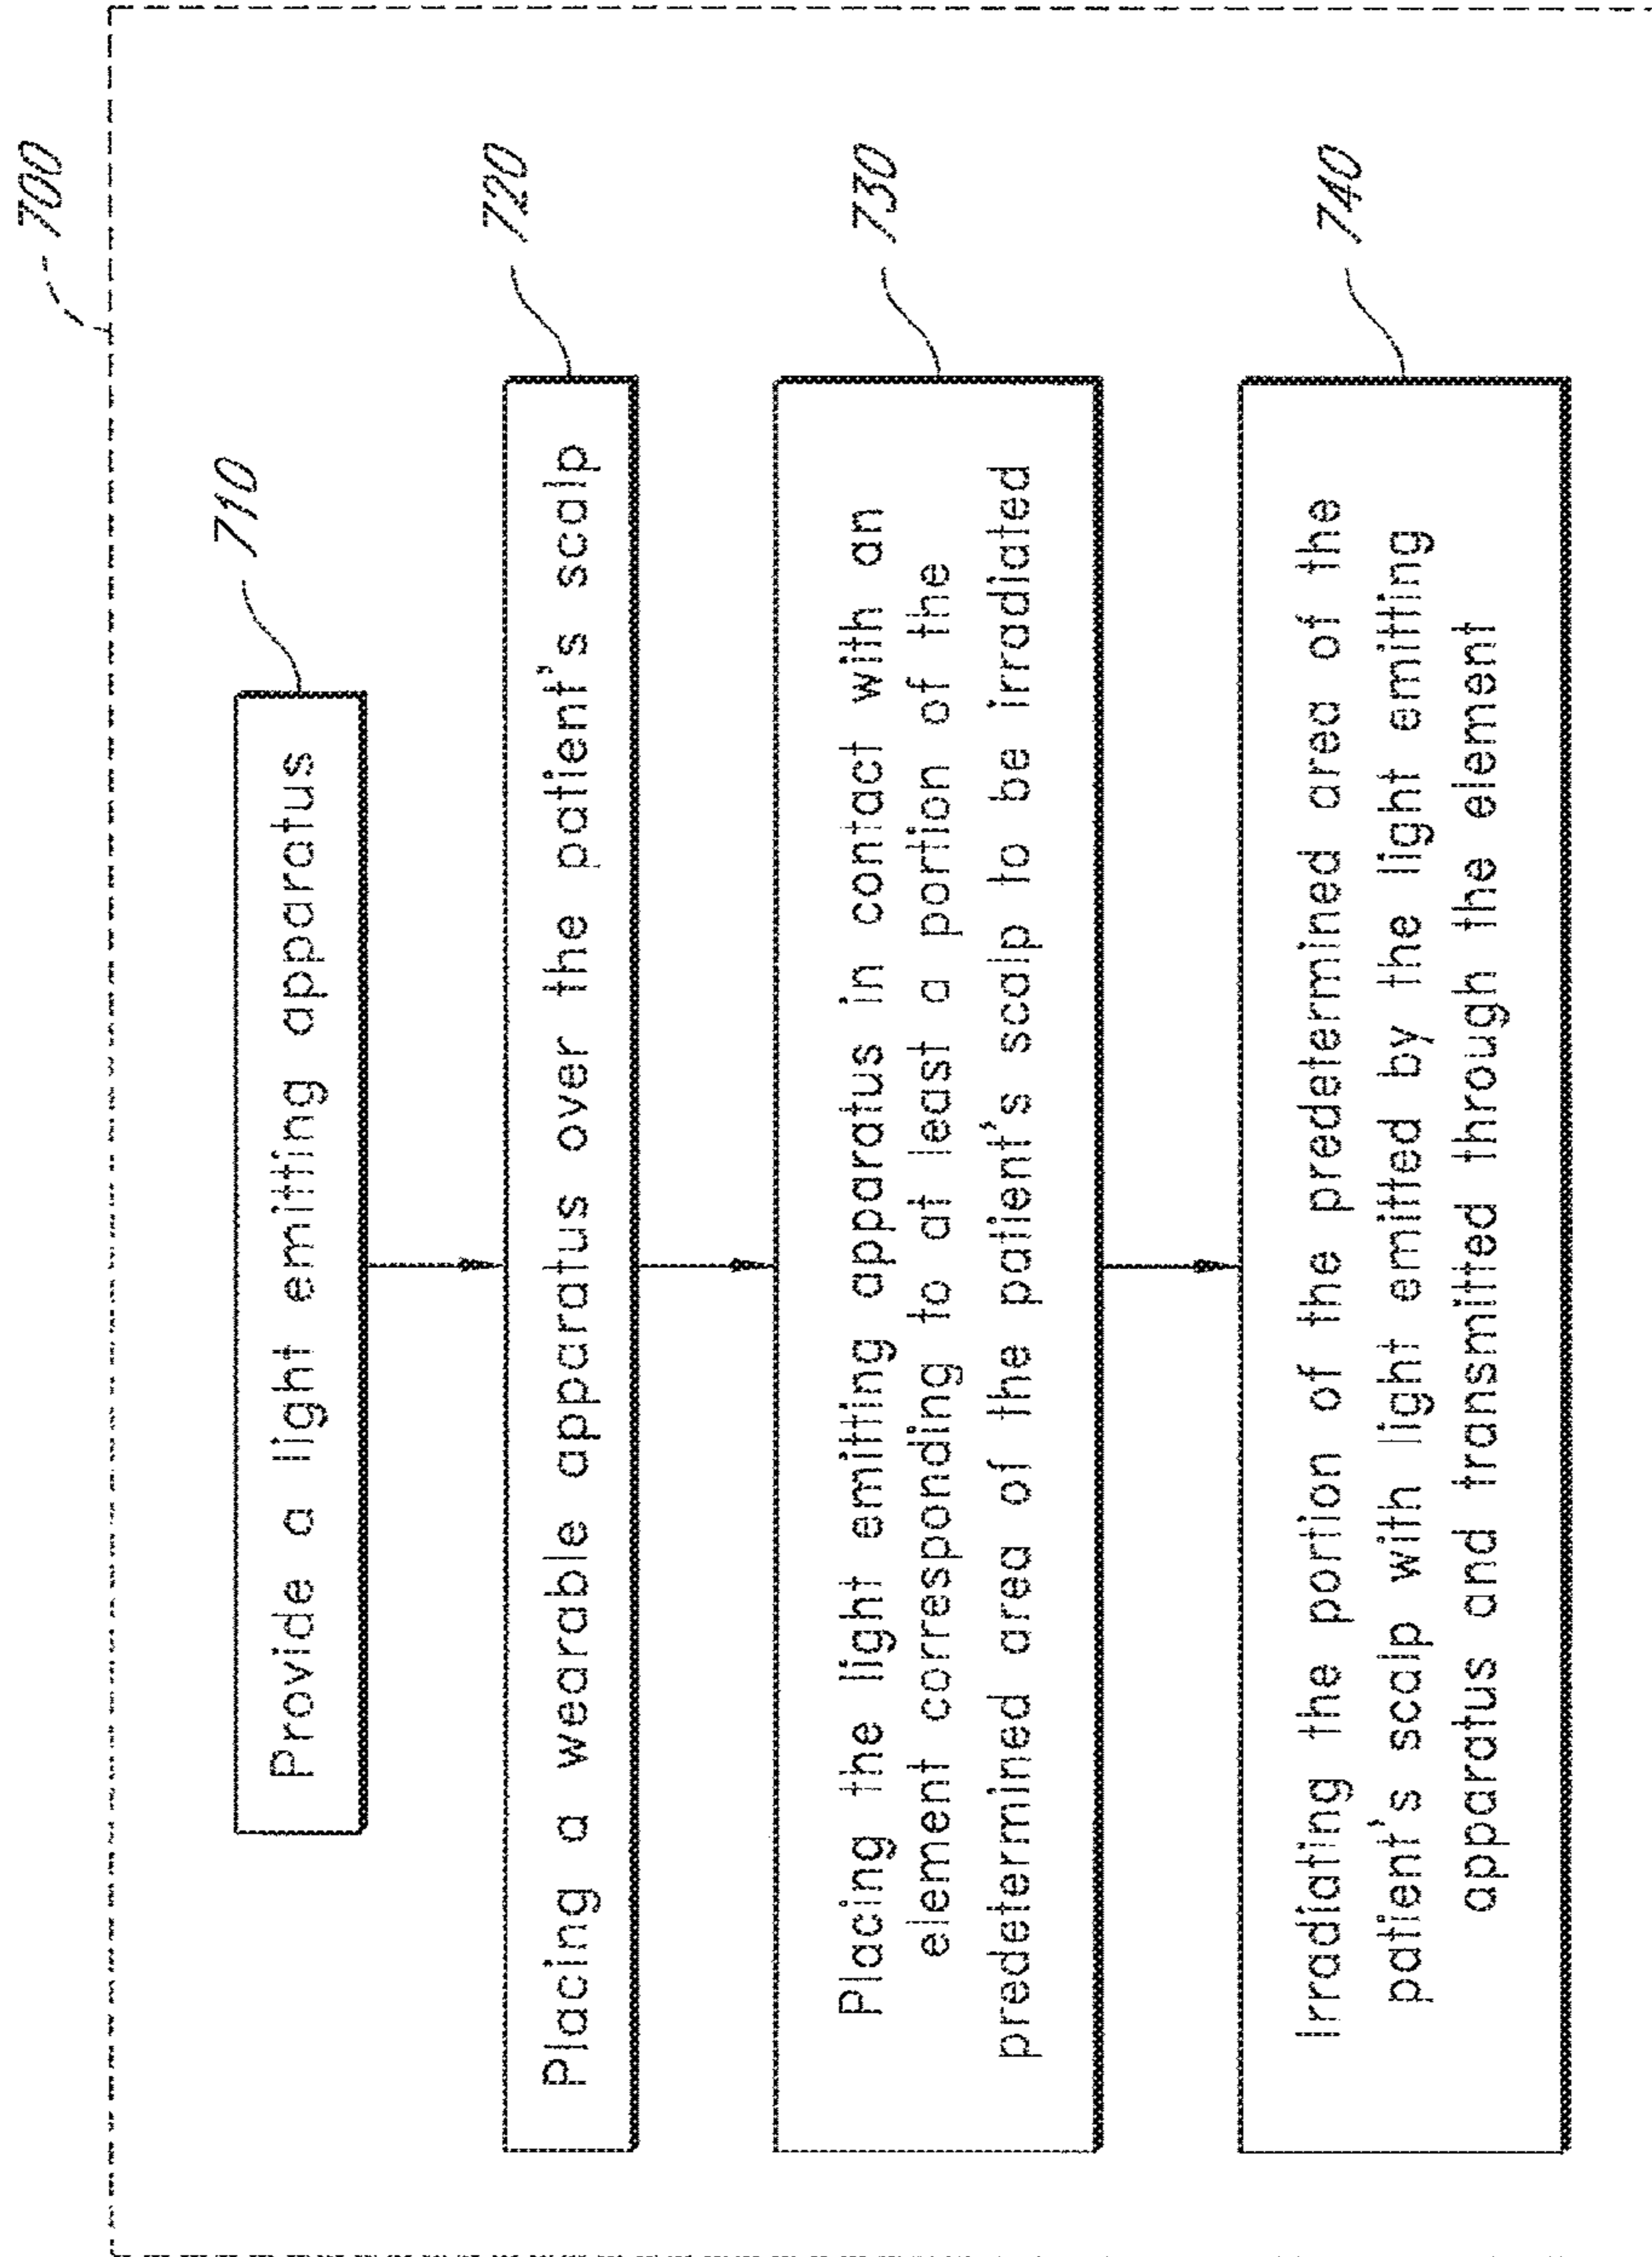 700
710
Provide a light emitting apparatus
720
Placing a wearable apparatus over the patient's scalp
730
Placing the light emitting apparatus in contact with an
element corresponding to at least a portion of the
predetermined area of the patient's scalp to be irradiated
740
Irradiating the portion of the predetermined area of the
patient's scalp with light emitted by the light emitting
apparatus and transmitted through the element